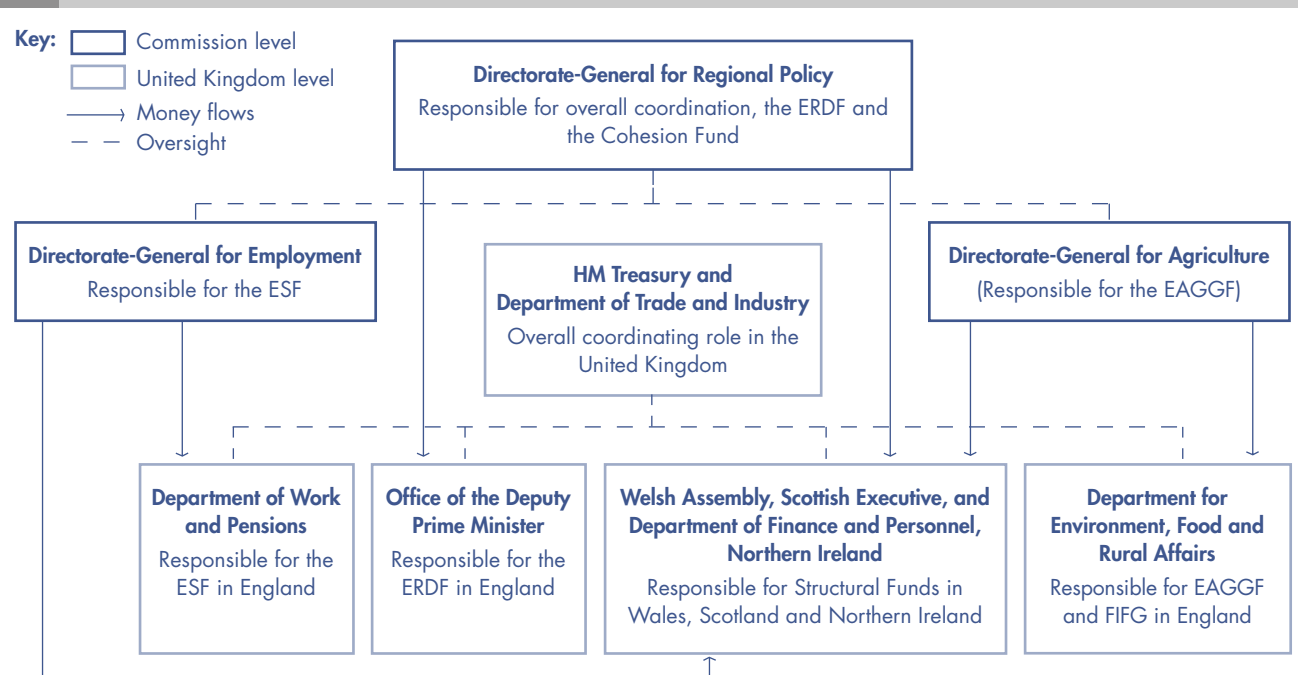 Key:
Commission level
United Kingdom level
Money flows
Oversight
Directorate-General for Regional Policy
Responsible for overall coordination, the ERDF and
the Cohesion Fund
Directorate-General for Employment
Responsible for the ESF
HM Treasury and
Department of Trade and Industry
Overall coordinating role in the
United Kingdom
Directorate-General for Agriculture
(Responsible for the EAGGF)
Department of Work
and Pensions
Responsible for the
ESF in England
Office of the Deputy
Prime Minister
Responsible for the
ERDF in England
Welsh Assembly, Scottish Executive, and
Department of Finance and Personnel,
Northern Ireland
Responsible for Structural Funds in
Wales, Scotland and Northern Ireland
Department for
Environment, Food and
Rural Affairs
Responsible for EAGGF
and FIFG in England